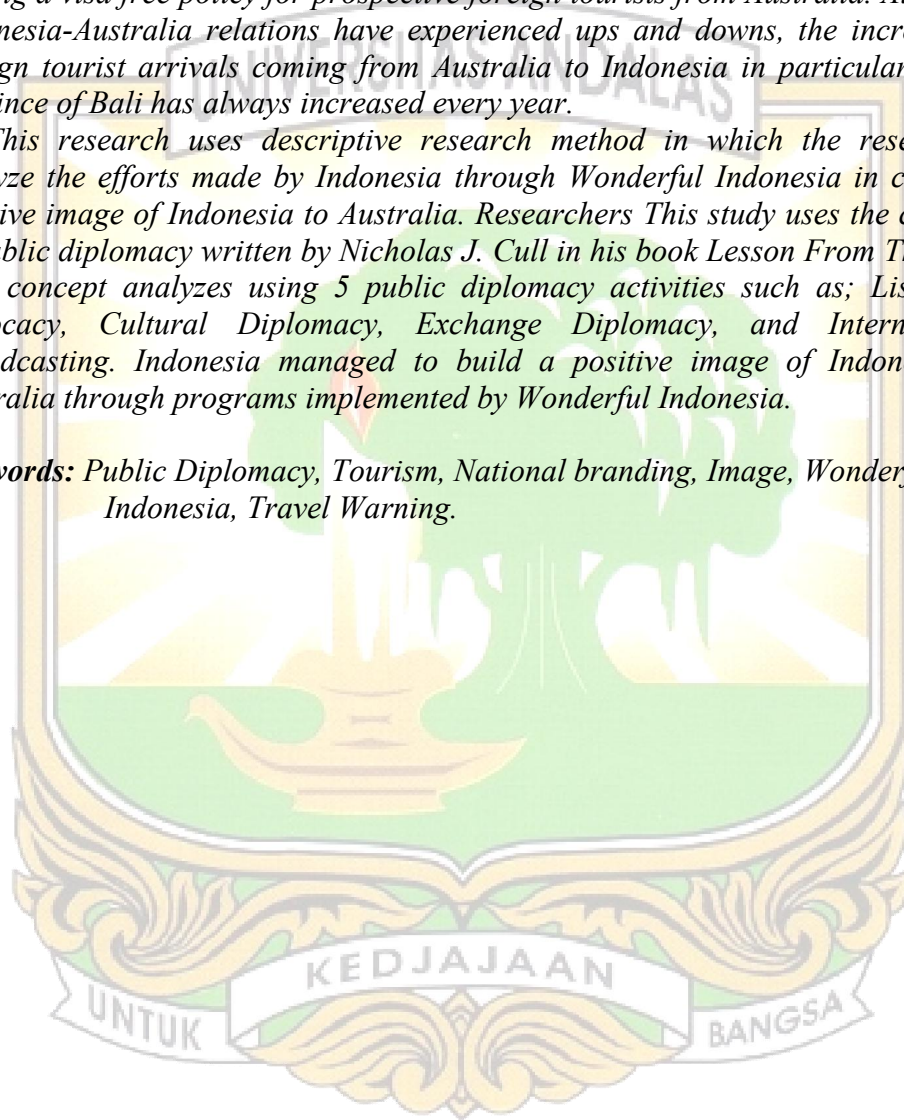 a visa free policy for prospective foreign tourists from Australia.
nesia-Australia relations have experienced ups and downs, the incre
ign tourist arrivals coming from Australia to Indonesia in particular
UNIVERSITAS ANDALAS
ince of Bali has always increased every year.
This research uses descriptive research method in which the rese
yze the efforts made by Indonesia through Wonderful Indonesia in c
ive image of Indonesia to Australia. Researchers This study uses the c
ublic diplomacy written by Nicholas J. Cull in his book Lesson From T
concept analyzes using 5 public diplomacy activities such as; Lis
ocacy, Cultural Diplomacy, Exchange Diplomacy, and Intern
dcasting. Indonesia managed to build a positive image of Indon
ralia through programs implemented by Wonderful Indonesia.
words: Public Diplomacy, Tourism, National branding, Image, Wonder
Indonesia, Travel Warning.
KEDJAJAAN
UNTUK
BANGSA